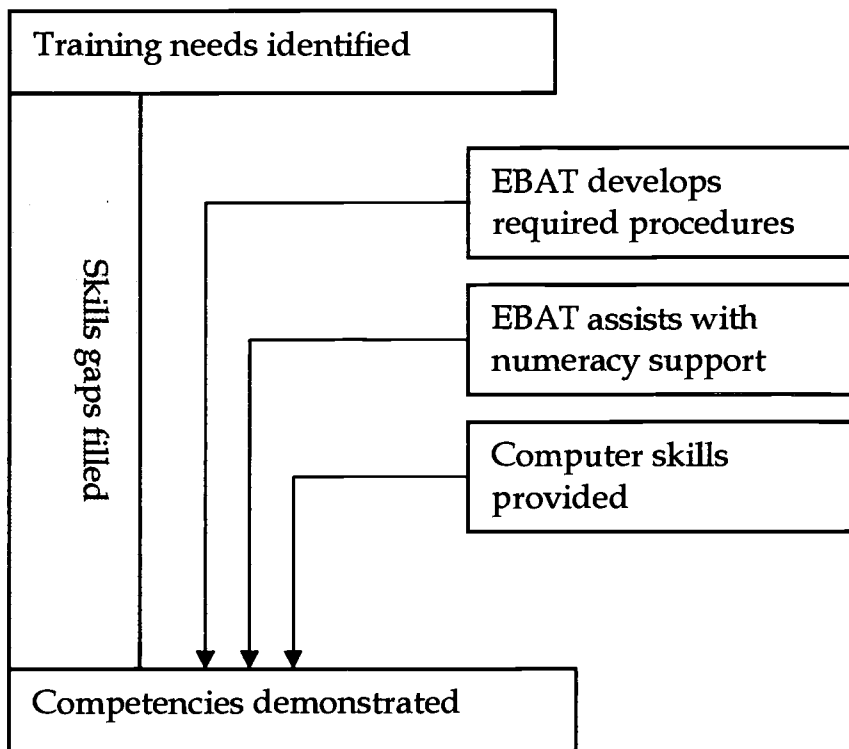 Training needs identified
EBAT develops
required procedures
Skills gaps filled
EBAT assists with
numeracy support
Computer skills
provided
Competencies demonstrated